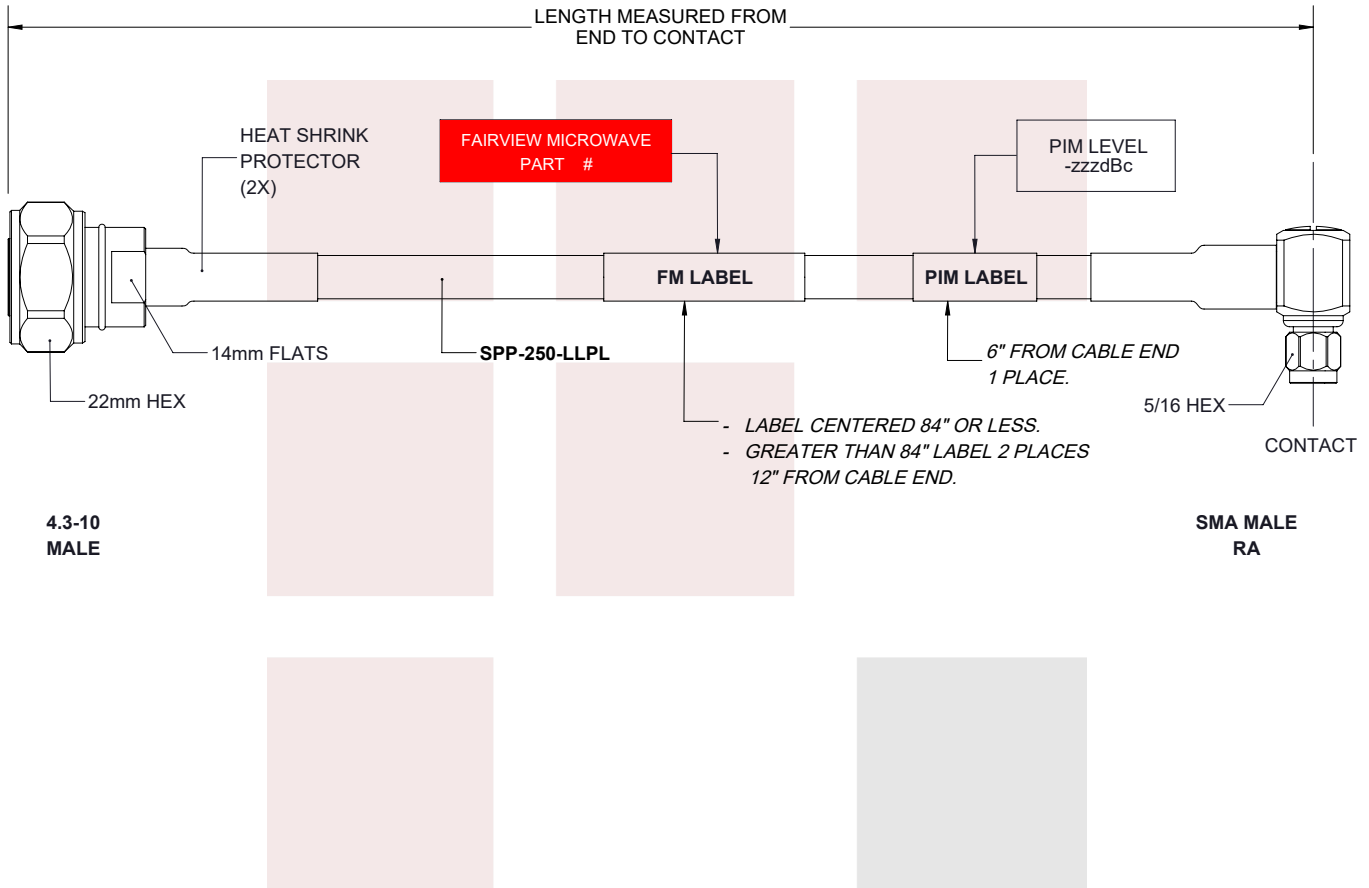 LENGTH MEASURED FROM
END TO CONTACT
HEAT SHRINK
PROTECTOR
(2X)
FAIRVIEW MICROWAVE
PART #
PIM LEVEL
-zzzdBc
FM LABEL
PIM LABEL
14mm FLATS
SPP-250-LLPL
6" FROM CABLE END
1 PLACE.
22mm HEX
5/16 HEX
- LABEL CENTERED 84" OR LESS.
- GREATER THAN 84" LABEL 2 PLACES
12" FROM CABLE END.
CONTACT
4.3-10
MALE
SMA MALE
RA